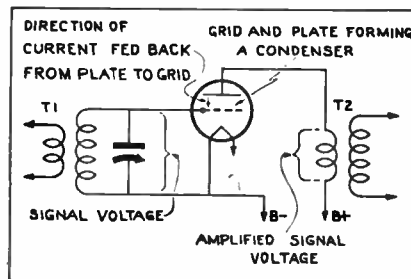 DIRECTION OF
CURRENT FED BACK
FROM PLATE TO GRID
GRID AND PLATE FORMING
A CONDENSER
T1
T2
SIGNAL VOLTAGE
B-
B+
AMPLIFIED SIGNAL
VOLTAGE